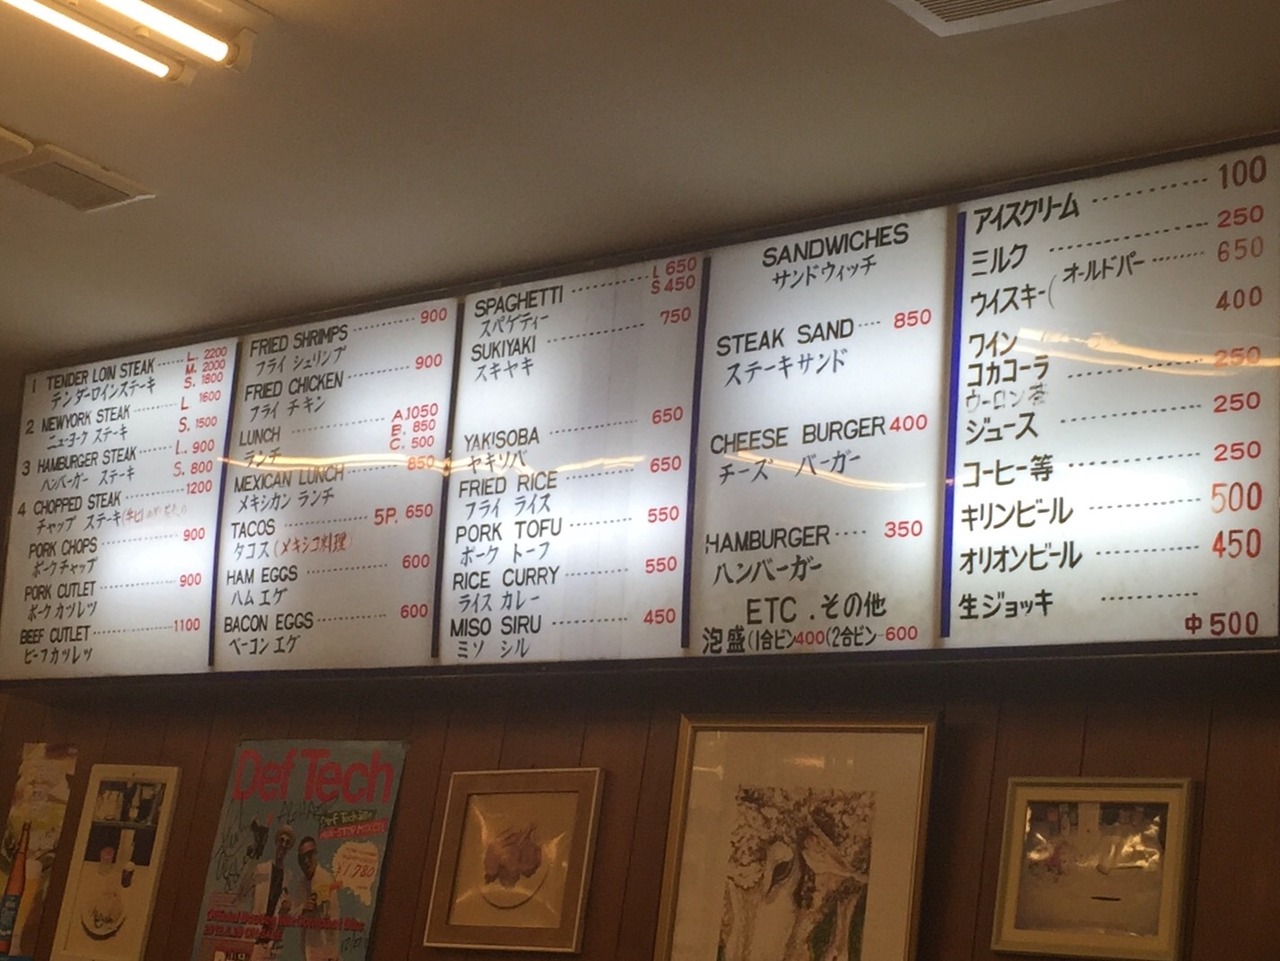 1 TENDER LOIN STEAK L. 2200
M. 2000
テンダーロインステーキ S. 1800
2 NEWYORK STEAK L 1600
ニューヨーク ステーキ S. 1500
3 HAMBURGER STEAK L. 900
ハンバーガー ステーキ S. 800
4 CHOPPED STEAK 1200
チャップ ステーキ
PORK CHOPS 900
ポークチャップ
PORK CUTLET 900
ポークカツレツ
BEEF CUTLET 1100
ビーフカツレツ
FRIED SHRIMPS 900
フライ シュリンプ
FRIED CHICKEN 900
フライ チキン
LUNCH A.1050
B. 850
ランチ C. 500
MEXICAN LUNCH 850
メキシカン ランチ
TACOS 5P. 650
タコス(メキシコ料理)
HAM EGGS 600
ハムエグ
BACON EGGS 600
ベーコンエグ
SPAGHETTI L 650
S 450
スパゲティー
SUKIYAKI 750
スキヤキ
YAKISOBA 650
ヤキソバ
FRIED RICE 650
フライ ライス
PORK TOFU 550
ポーク トーフ
RICE CURRY 550
ライス カレー
MISO SIRU 450
ミソ シル
SANDWICHES
サンドウィッチ
STEAK SAND 850
ステーキサンド
CHEESE BURGER 400
チーズ バーガー
HAMBURGER 350
ハンバーガー
ETC.その他
泡盛(1合ビン400(2合ビン600
アイスクリーム 100
ミルク 250
ウイスキー(オールドパー 650
ワイン 400
コカコーラ 250
ウーロン茶
ジュース 250
コーヒー等 250
キリンビール 500
オリオンビール 450
生ジョッキ 中500
Def Tech
¥1,780